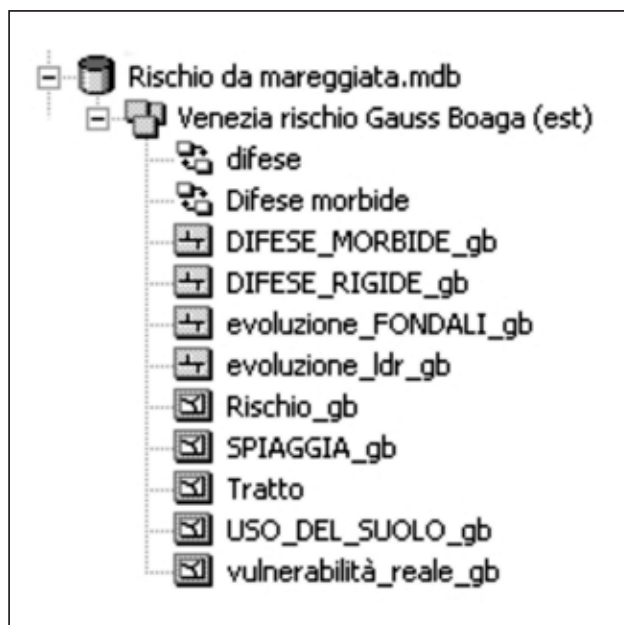 Rischio da mareggiata.mdb
Venezia rischio Gauss Boaga (est)
difese
Difese morbide
DIFESE_MORBIDE_gb
DIFESE_RIGIDE_gb
evoluzione_FONDALI_gb
evoluzione_ldr_gb
Rischio_gb
SPIAGGIA_gb
Tratto
USO_DEL_SUOLO_gb
vulnerabilità_reale_gb